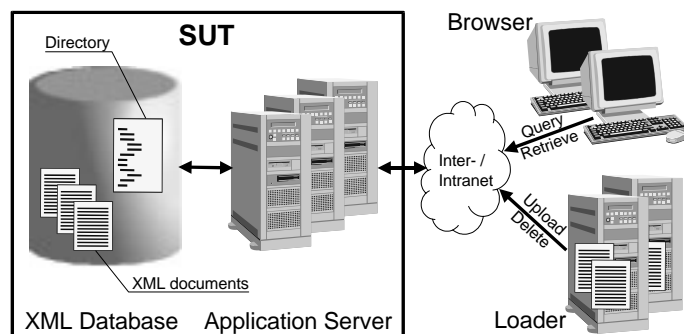 SUT
Directory
XML documents
XML Database
Application Server
Inter- /
Intranet
Browser
Query
Retrieve
Upload
Delete
Loader